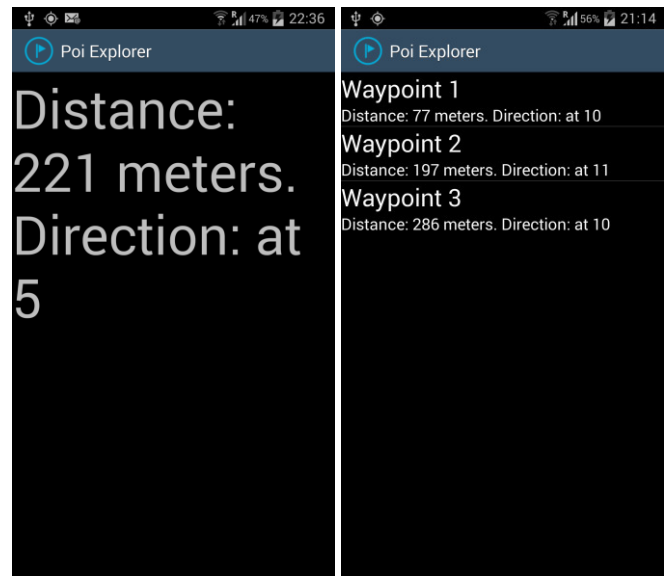 R 47% 22:36
Poi Explorer
Distance:
221 meters.
Direction: at
5
R 56% 21:14
Poi Explorer
Waypoint 1
Distance: 77 meters. Direction: at 10
Waypoint 2
Distance: 197 meters. Direction: at 11
Waypoint 3
Distance: 286 meters. Direction: at 10